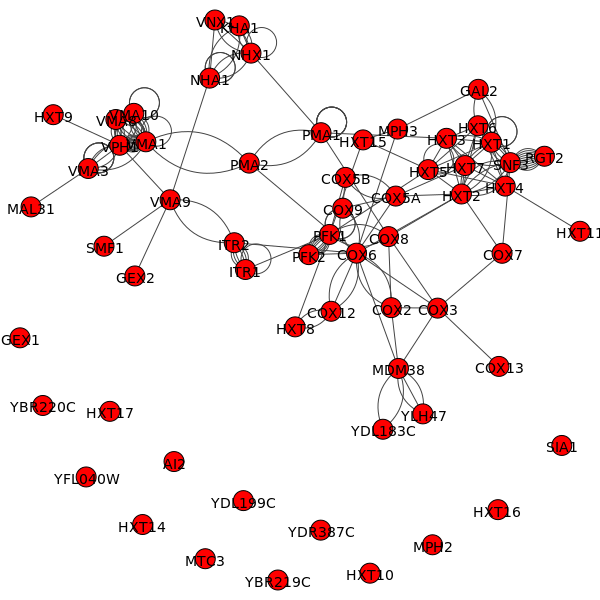 VNX1
KHA1
NHX1
NHA1
GAL2
HXT9
VMA10
VPH1
VMA1
VMA3
PMA1
HXT15
MPH3
HXT3
HXT6
HXT1
SNF3
RGT2
HXT5
HXT7
HXT4
HXT2
PMA2
COX5B
COX5A
MAL31
VMA9
COX9
HXT11
SMF1
ITR2
PFK1
COX8
GEX2
ITR1
PFK2
COX6
COX7
HXT8
COX12
COX2
COX3
GEX1
MDM38
COX13
YBR220C
HXT17
YLH47
YDL183C
SIA1
AI2
YFL040W
YDL199C
HXT16
HXT14
YDR387C
MPH2
MTC3
YBR219C
HXT10